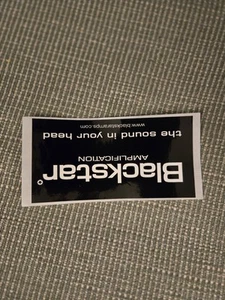 Blackstar®
AMPLIFICATION
the sound in your head
www.blackstaramps.com